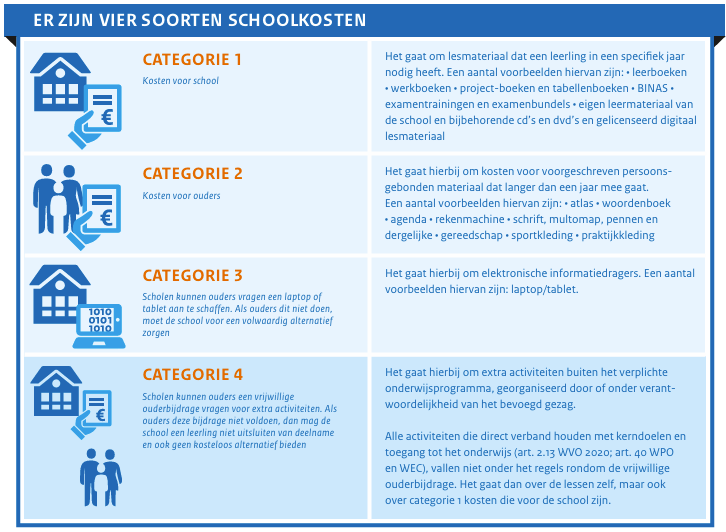 ER ZIJN VIER SOORTEN SCHOOLKOSTEN
CATEGORIE 1
Kosten voor school
Het gaat om lesmateriaal dat een leerling in een specifiek jaar
nodig heeft. Een aantal voorbeelden hiervan zijn: • leerboeken
• werkboeken • project-boeken en tabellenboeken • BINAS •
examentrainingen en examenbundels • eigen leermateriaal van
de school en bijbehorende cd's en dvd's en gelicenseerd digitaal
lesmateriaal
€
CATEGORIE 2
Kosten voor ouders
Het gaat hierbij om kosten voor voorgeschreven persoons-
gebonden materiaal dat langer dan een jaar mee gaat.
Een aantal voorbeelden hiervan zijn: • atlas • woordenboek
• agenda • rekenmachine • schrift, multomap, pennen en
dergelijke • gereedschap • sportkleding • praktijkkleding
€
CATEGORIE 3
Scholen kunnen ouders vragen een laptop of
tablet aan te schaffen. Als ouders dit niet doen,
moet de school voor een volwaardig alternatief
zorgen
Het gaat hierbij om elektronische informatiedragers. Een aantal
voorbeelden hiervan zijn: laptop/tablet.
1010
0101
1010
CATEGORIE 4
Scholen kunnen ouders een vrijwillige
ouderbijdrage vragen voor extra activiteiten. Als
ouders deze bijdrage niet voldoen, dan mag de
school een leerling niet uitsluiten van deelname
en ook geen kosteloos alternatief bieden
Het gaat hierbij om extra activiteiten buiten het verplichte
onderwijsprogramma, georganiseerd door of onder verant-
woordelijkheid van het bevoegd gezag.
Alle activiteiten die direct verband houden met kerndoelen en
toegang tot het onderwijs (art. 2.13 WVO 2020; art. 40 WPO
en WEC), vallen niet onder het regels rondom de vrijwillige
ouderbijdrage. Het gaat dan over de lessen zelf, maar ook
over categorie 1 kosten die voor de school zijn.
€